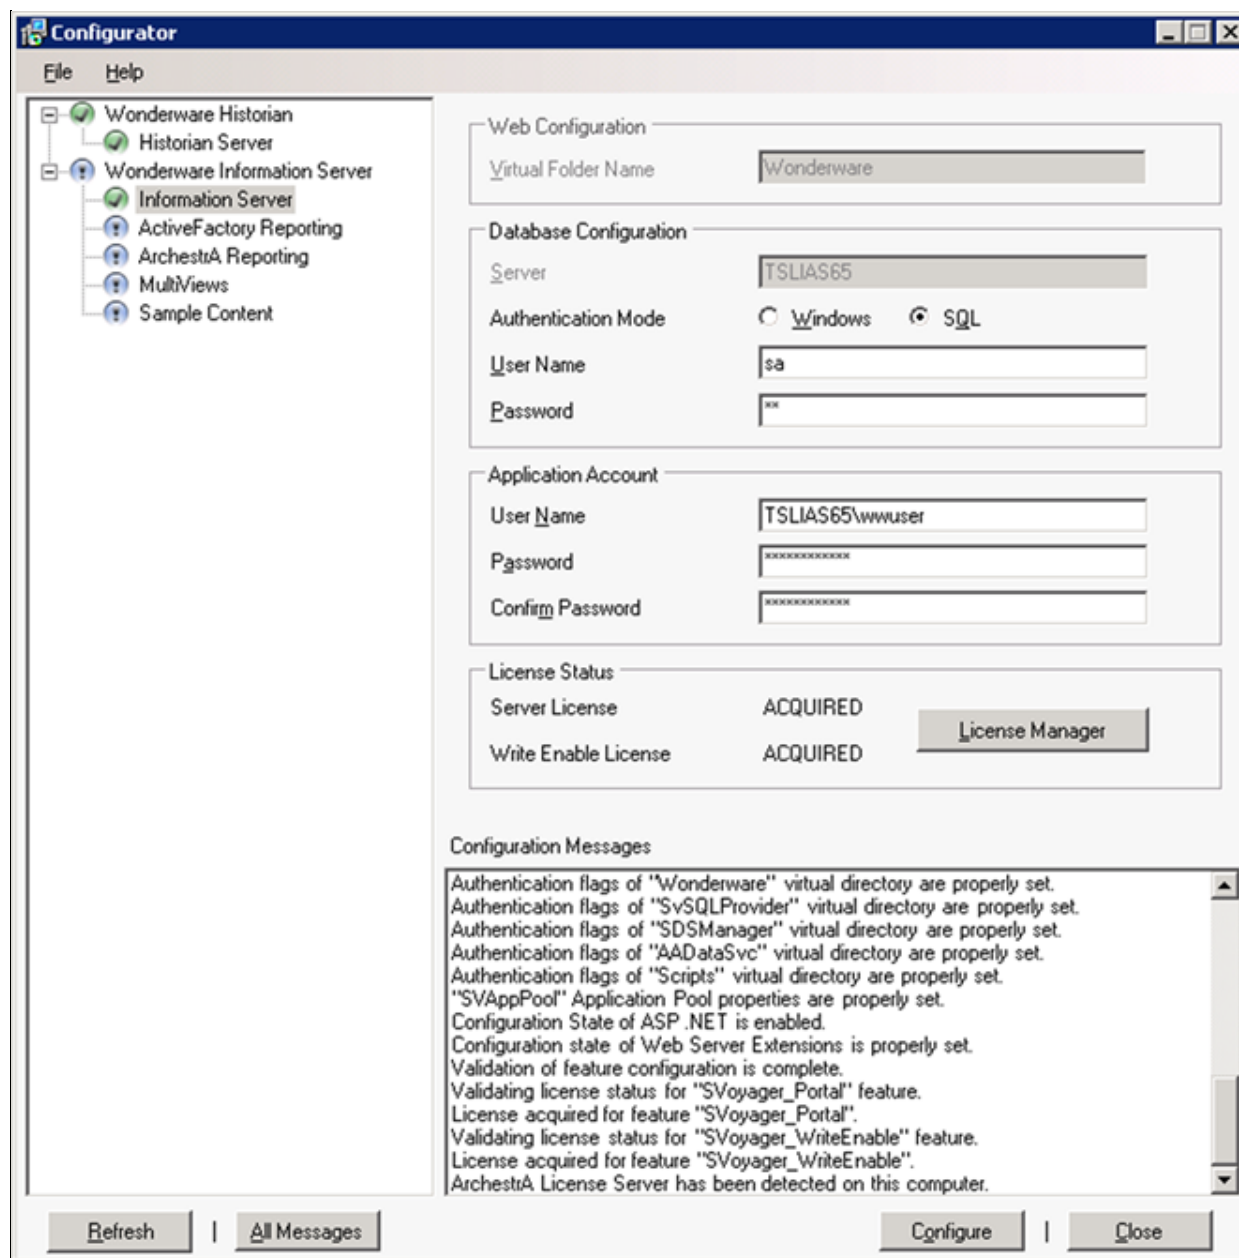 Configurator
File Help
Wonderware Historian
Historian Server
Wonderware Information Server
Information Server
ActiveFactory Reporting
ArchestrA Reporting
MultiViews
Sample Content
Web Configuration
Virtual Folder Name Wonderware
Database Configuration
Server TSLIAS65
Authentication Mode Windows SQL
User Name sa
Password **
Application Account
User Name TSLIAS65\wwuser
Password ************
Confirm Password ************
License Status
Server License ACQUIRED
License Manager
Write Enable License ACQUIRED
Configuration Messages
Authentication flags of "Wonderware" virtual directory are properly set.
Authentication flags of "SvSQLProvider" virtual directory are properly set.
Authentication flags of "SDSManager" virtual directory are properly set.
Authentication flags of "AADataSvc" virtual directory are properly set.
Authentication flags of "Scripts" virtual directory are properly set.
"SVAppPool" Application Pool properties are properly set.
Configuration State of ASP .NET is enabled.
Configuration state of Web Server Extensions is properly set.
Validation of feature configuration is complete.
Validating license status for "SVoyager_Portal" feature.
License acquired for feature "SVoyager_Portal".
Validating license status for "SVoyager_WriteEnable" feature.
License acquired for feature "SVoyager_WriteEnable".
ArchestrA License Server has been detected on this computer.
Refresh | All Messages Configure | Close